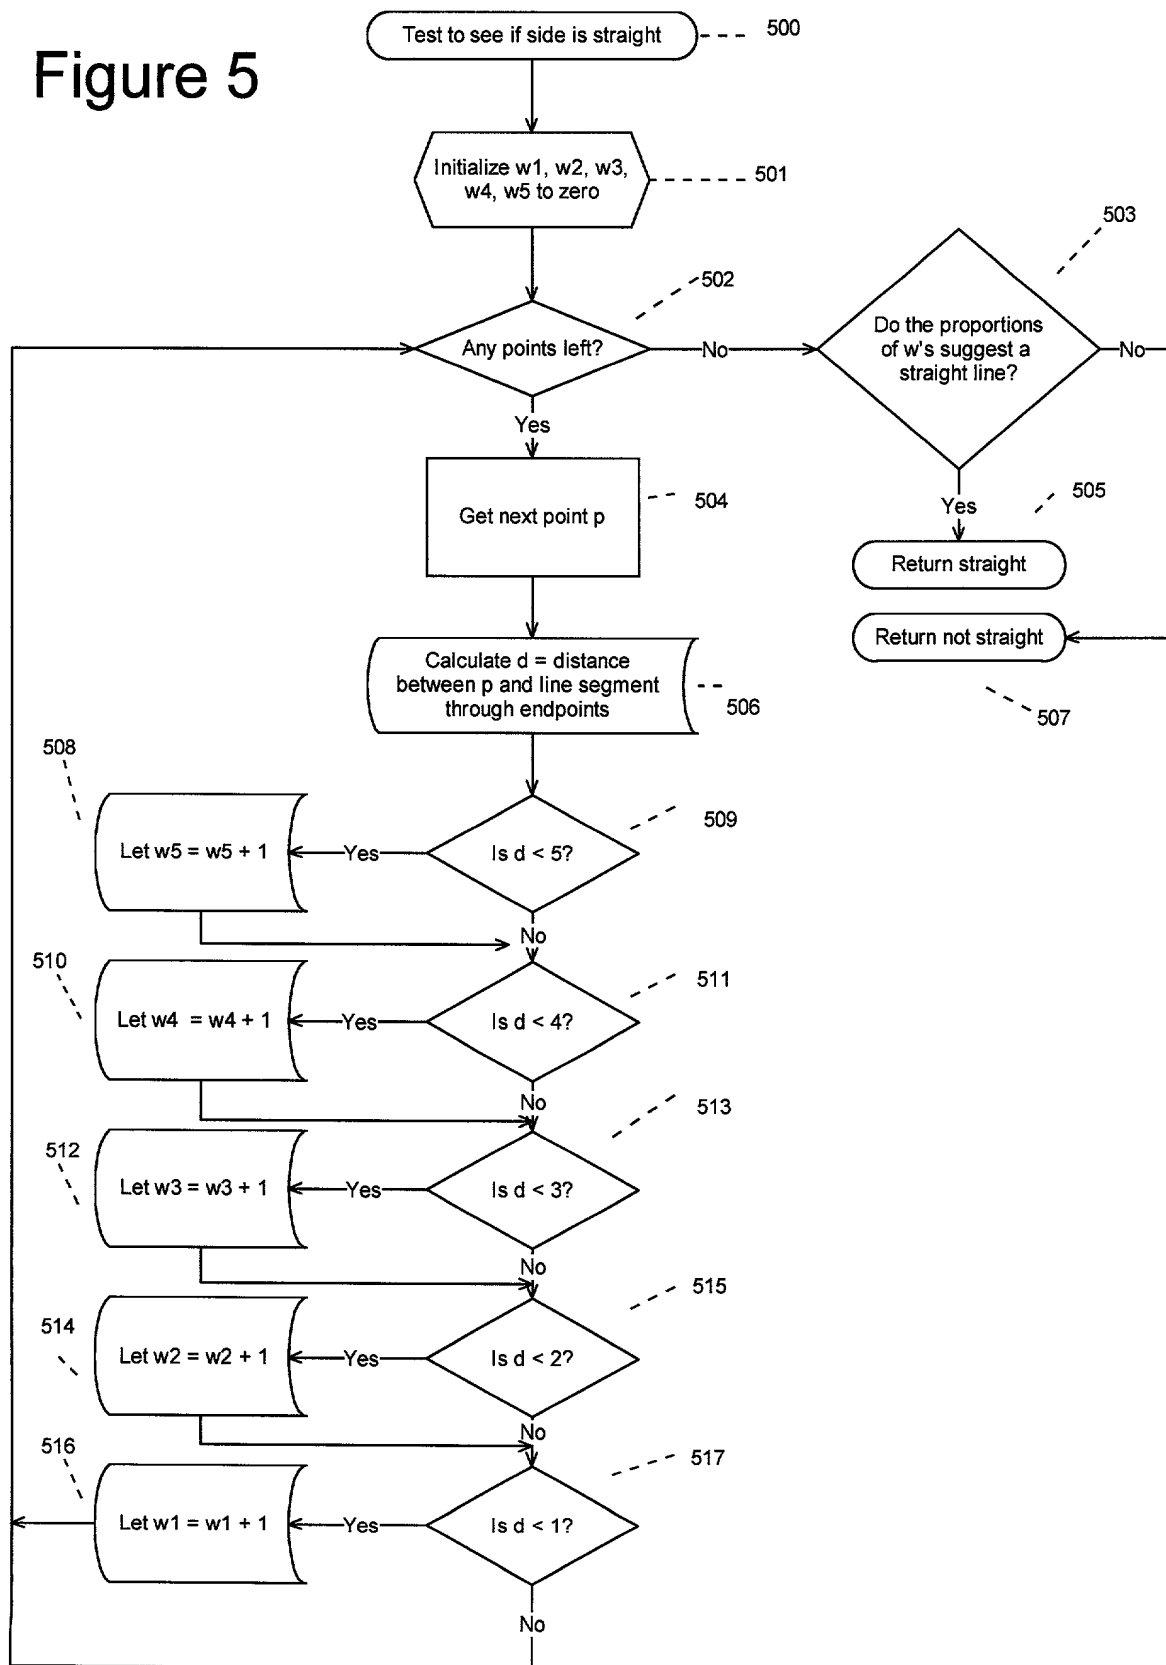 Figure 5
Test to see if side is straight
500
Initialize w1, w2, w3,
w4, w5 to zero
501
Any points left?
502
No
Yes
Do the proportions
of w's suggest a
straight line?
503
No
Yes
505
Return straight
Return not straight
507
Get next point p
504
Calculate d = distance
between p and line segment
through endpoints
506
508
Let w5 = w5 + 1
Yes
Is d < 5?
509
No
510
Let w4 = w4 + 1
Yes
Is d < 4?
511
No
512
Let w3 = w3 + 1
Yes
Is d < 3?
513
No
514
Let w2 = w2 + 1
Yes
Is d < 2?
515
No
516
Let w1 = w1 + 1
Yes
Is d < 1?
517
No